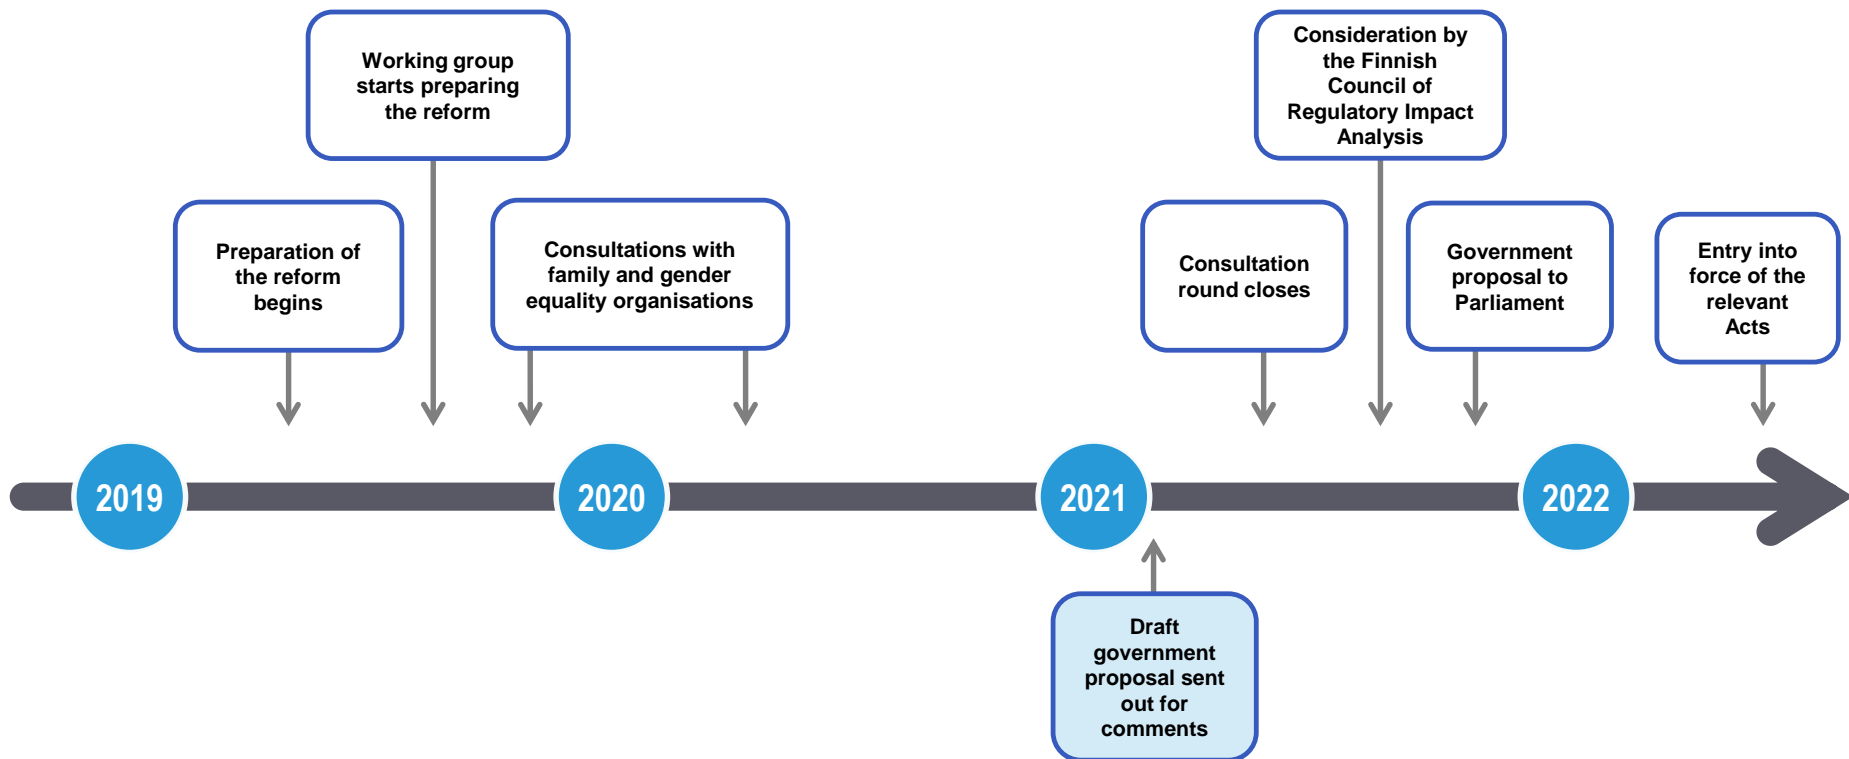 Working group
starts preparing
the reform
Consideration by
the Finnish
Council of
Regulatory Impact
Analysis
Preparation of
the reform
begins
Consultations with
family and gender
equality organisations
Consultation
round closes
Government
proposal to
Parliament
Entry into
force of the
relevant
Acts
2019
2020
2021
2022
Draft
government
proposal sent
out for
comments